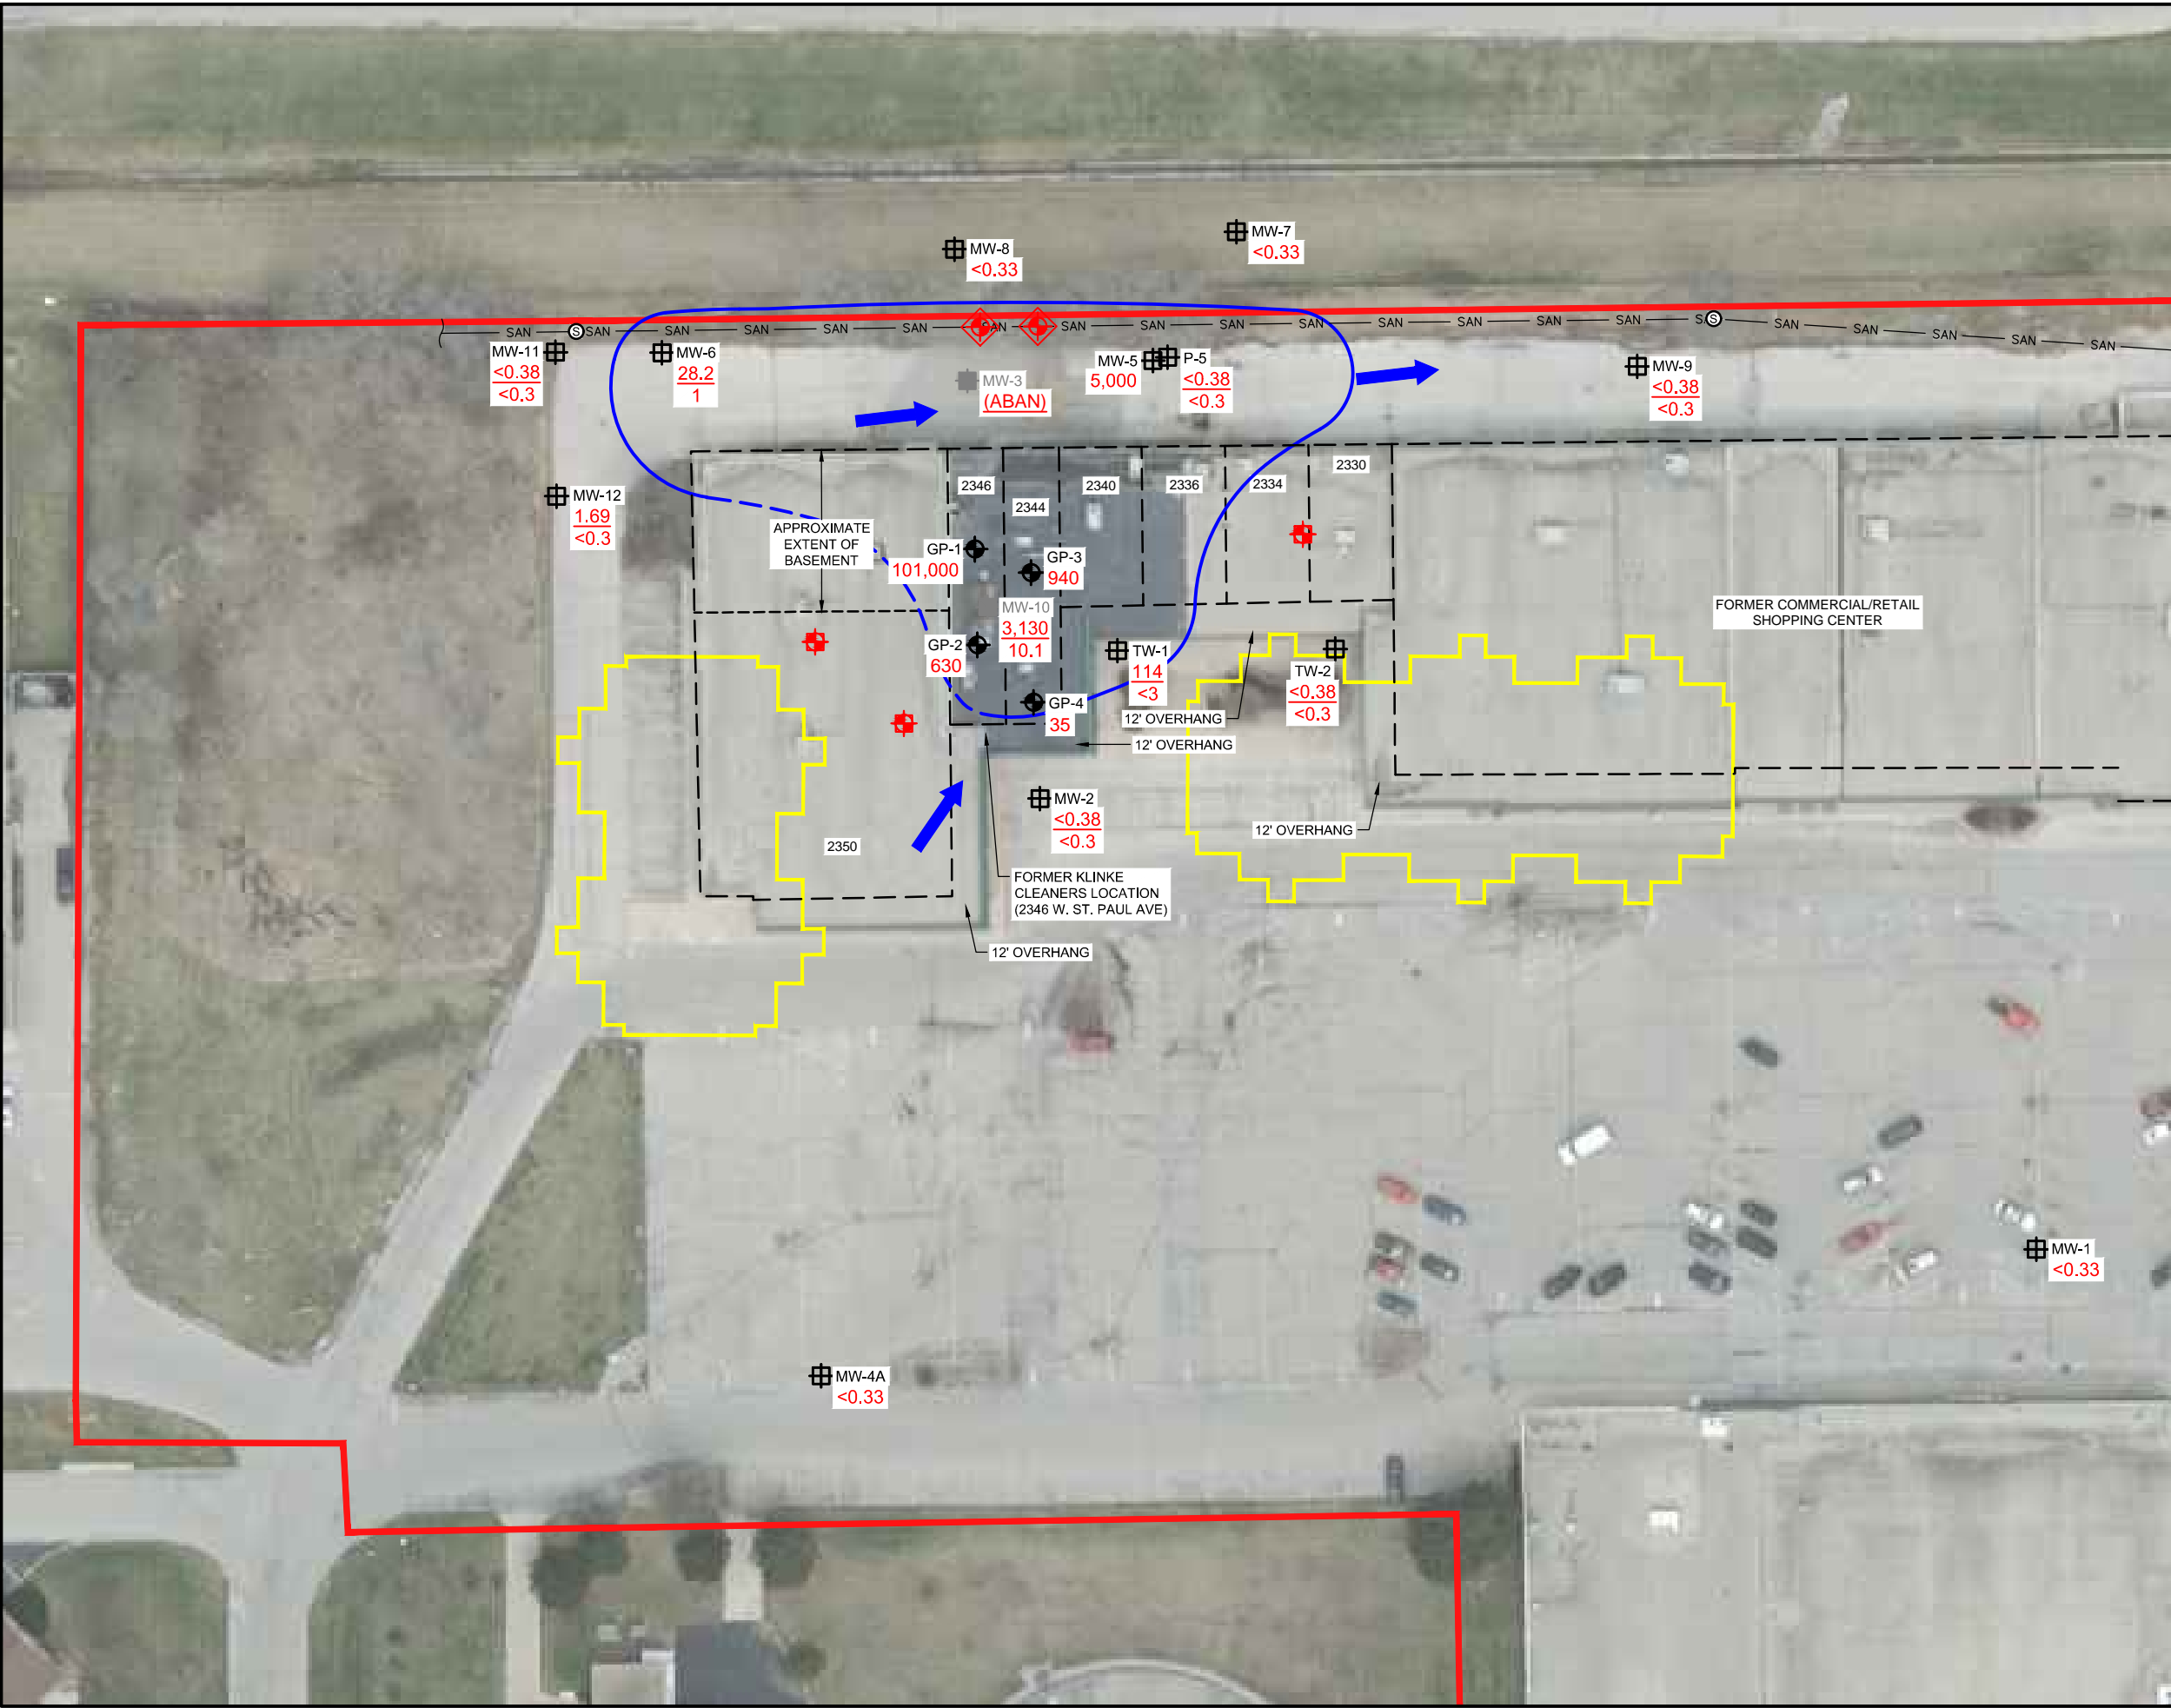 MW-7
<0.33
MW-8
<0.33
SAN
S
SAN
SAN
SAN
SAN
SAN
SAN
SAN
SAN
SAN
SAN
SAN
SAN
SAN
SAN
S
SAN
SAN
SAN
SAN
SAN
MW-11
<0.38
<0.3
MW-6
28.2
1
MW-3
(ABAN)
MW-5
5,000
P-5
<0.38
<0.3
MW-9
<0.38
<0.3
2346
2344
2340
2336
2334
2330
MW-12
1.69
<0.3
APPROXIMATE
EXTENT OF
BASEMENT
GP-1
101,000
GP-3
940
MW-10
3,130
10.1
GP-2
630
TW-1
114
<3
TW-2
<0.38
<0.3
FORMER COMMERCIAL/RETAIL
SHOPPING CENTER
GP-4
35
12' OVERHANG
12' OVERHANG
MW-2
<0.38
<0.3
12' OVERHANG
2350
FORMER KLINKE
CLEANERS LOCATION
(2346 W. ST. PAUL AVE)
12' OVERHANG
MW-1
<0.33
MW-4A
<0.33